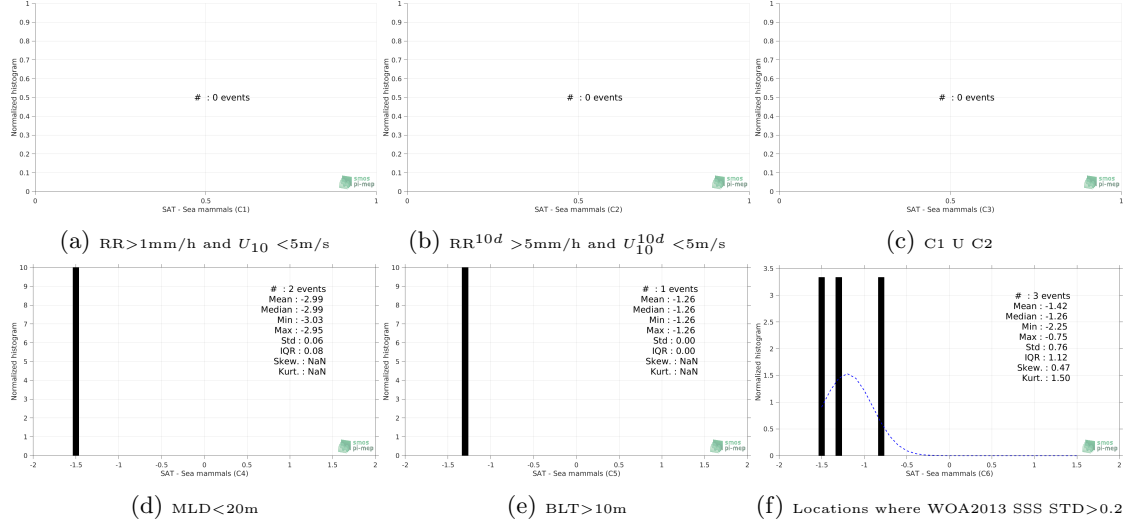 1
0.9
0.8
0.7
0.6
0.5
0.4
0.3
0.2
0.1
0
Normalized histogram
# : 0 events
smos
pi-mep
0 0.5 1
SAT - Sea mammals (C1)
(a) RR>1mm/h and U10 <5m/s
1
0.9
0.8
0.7
0.6
0.5
0.4
0.3
0.2
0.1
0
Normalized histogram
# : 0 events
smos
pi-mep
0 0.5 1
SAT - Sea mammals (C2)
(b) RR10d >5mm/h and U10d10 <5m/s
1
0.9
0.8
0.7
0.6
0.5
0.4
0.3
0.2
0.1
0
Normalized histogram
# : 0 events
smos
pi-mep
0 0.5 1
SAT - Sea mammals (C3)
(c) C1 U C2
10
9
8
7
6
5
4
3
2
1
0
Normalized histogram
# : 2 events
Mean : -2.99
Median : -2.99
Min : -3.03
Max : -2.95
Std : 0.06
IQR : 0.08
Skew. : NaN
Kurt. : NaN
smos
pi-mep
-2 -1.5 -1 -0.5 0 0.5 1 1.5 2
SAT - Sea mammals (C4)
(d) MLD<20m
10
9
8
7
6
5
4
3
2
1
0
Normalized histogram
# : 1 events
Mean : -1.26
Median : -1.26
Min : -1.26
Max : -1.26
Std : 0.00
IQR : 0.00
Skew. : NaN
Kurt. : NaN
smos
pi-mep
-2 -1.5 -1 -0.5 0 0.5 1 1.5 2
SAT - Sea mammals (C5)
(e) BLT>10m
3.5
3
2.5
2
1.5
1
0.5
0
Normalized histogram
# : 3 events
Mean : -1.42
Median : -1.26
Min : -2.25
Max : -0.75
Std : 0.76
IQR : 1.12
Skew. : 0.47
Kurt. : 1.50
smos
pi-mep
-2 -1.5 -1 -0.5 0 0.5 1 1.5 2
SAT - Sea mammals (C6)
(f) Locations where WOA2013 SSS STD>0.2